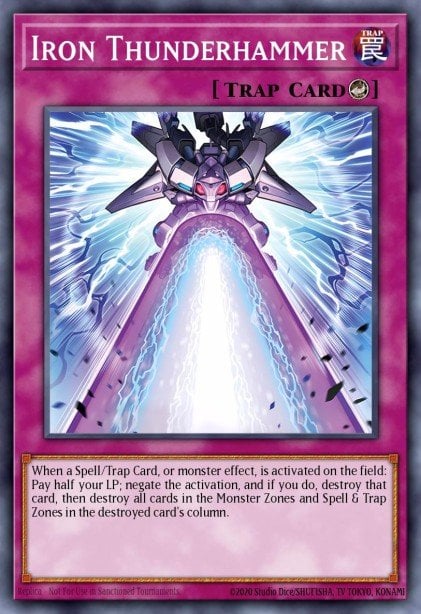 Iron Thunderhammer
TRAP
罠
[Trap Card]
When a Spell/Trap Card, or monster effect, is activated on the field:
Pay half your LP; negate the activation, and if you do, destroy that
card, then destroy all cards in the Monster Zones and Spell & Trap
Zones in the destroyed card's column.
Replica - Not For Use in Sanctioned Tournaments
©2020 Studio Dice/SHUEISHA, TV TOKYO, KONAMI